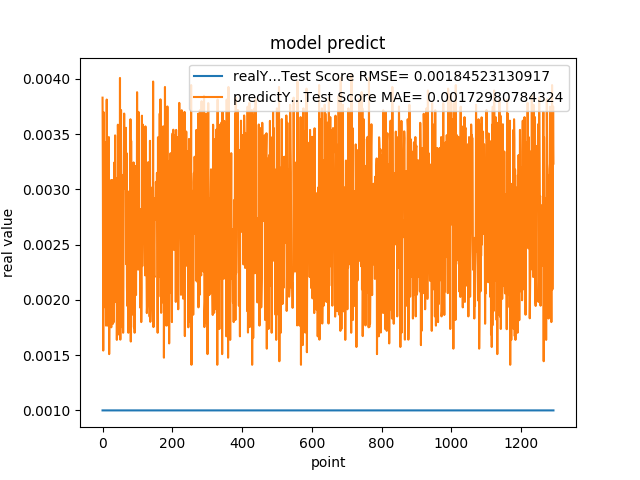 model predict
realY...Test Score RMSE= 0.00184523130917
predictY...Test Score MAE= 0.00172980784324
0.0040
0.0035
0.0030
0.0025
0.0020
0.0015
0.0010
real value
0 200 400 600 800 1000 1200
point